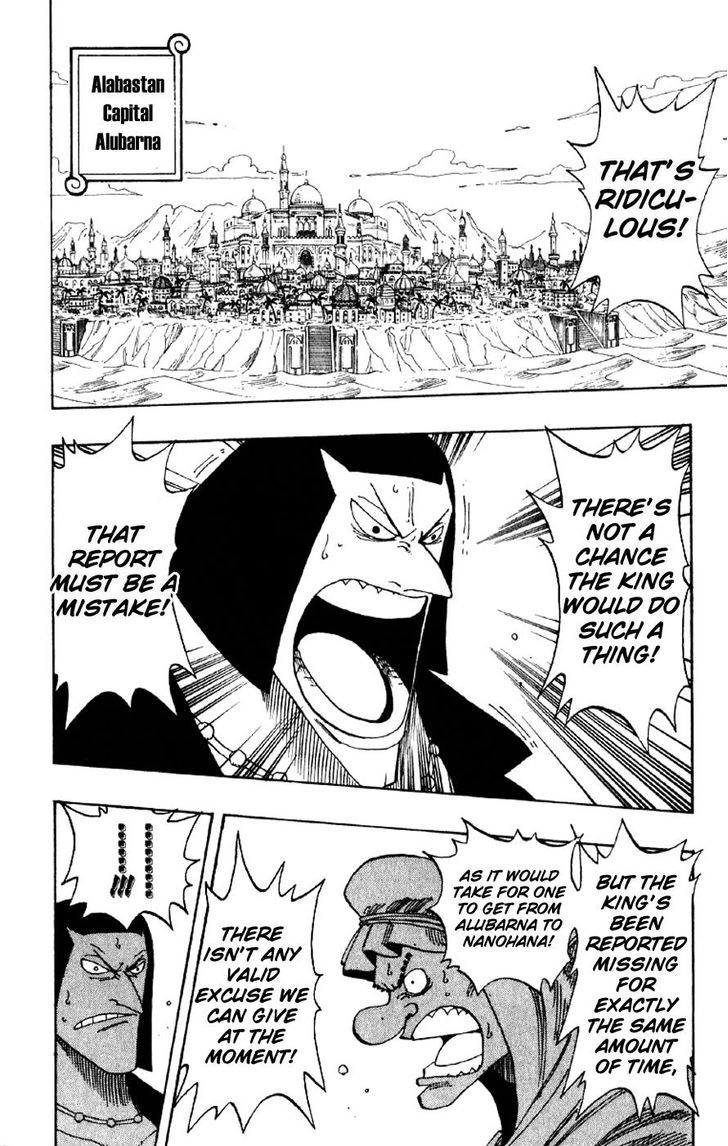 Alabastan
Capital
Alubarna
THAT'S
RIDICU-
LOUS!
THERE'S
NOT A
CHANCE
THE KING
WOULD DO
SUCH A
THING!
THAT
REPORT
MUST BE A
MISTAKE!
BUT THE
KING'S
BEEN
REPORTED
MISSING
FOR
EXACTLY
THE SAME
AMOUNT
OF TIME,
AS IT WOULD
TAKE FOR ONE
TO GET FROM
ALUBARNA TO
NANOHANA!
THERE
ISN'T ANY
VALID
EXCUSE WE
CAN GIVE
AT THE
MOMENT!
......!!!